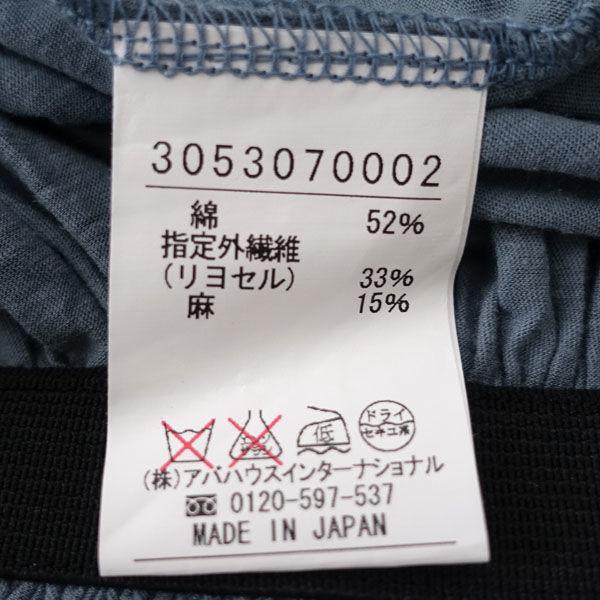 3053070002
綿 52%
指定外繊維
(リヨセル) 33%
麻 15%
低
ドライ
セキユ系
(株)アバハウスインターナショナル
0120-597-537
MADE IN JAPAN